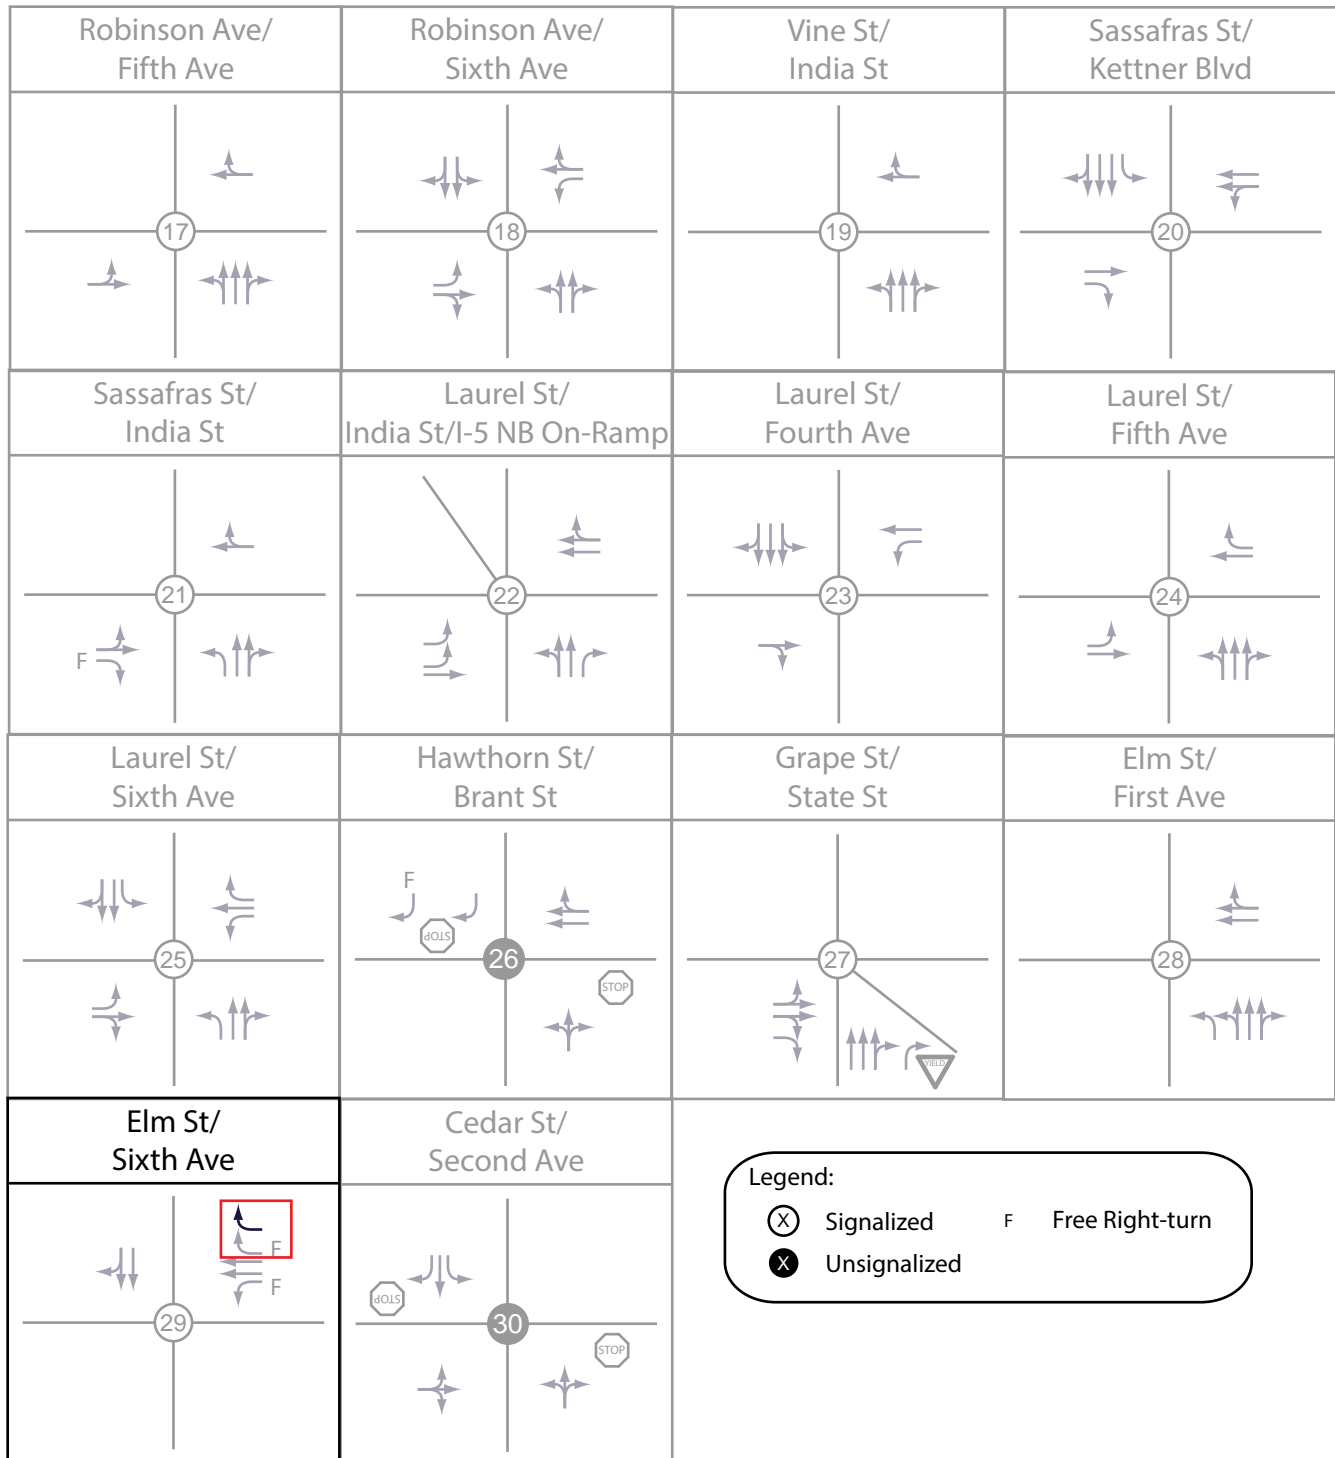 Robinson Ave/
Fifth Ave
Robinson Ave/
Sixth Ave
Vine St/
India St
Sassafras St/
Kettner Blvd
17
18
19
20
Sassafras St/
India St
Laurel St/
India St/I-5 NB On-Ramp
Laurel St/
Fourth Ave
Laurel St/
Fifth Ave
21
F
22
23
24
Laurel St/
Sixth Ave
Hawthorn St/
Brant St
Grape St/
State St
Elm St/
First Ave
25
F
STOP
26
STOP
27
YIELD
28
Elm St/
Sixth Ave
Cedar St/
Second Ave
F
F
29
STOP
30
STOP
Legend:
X Signalized
F Free Right-turn
X Unsignalized